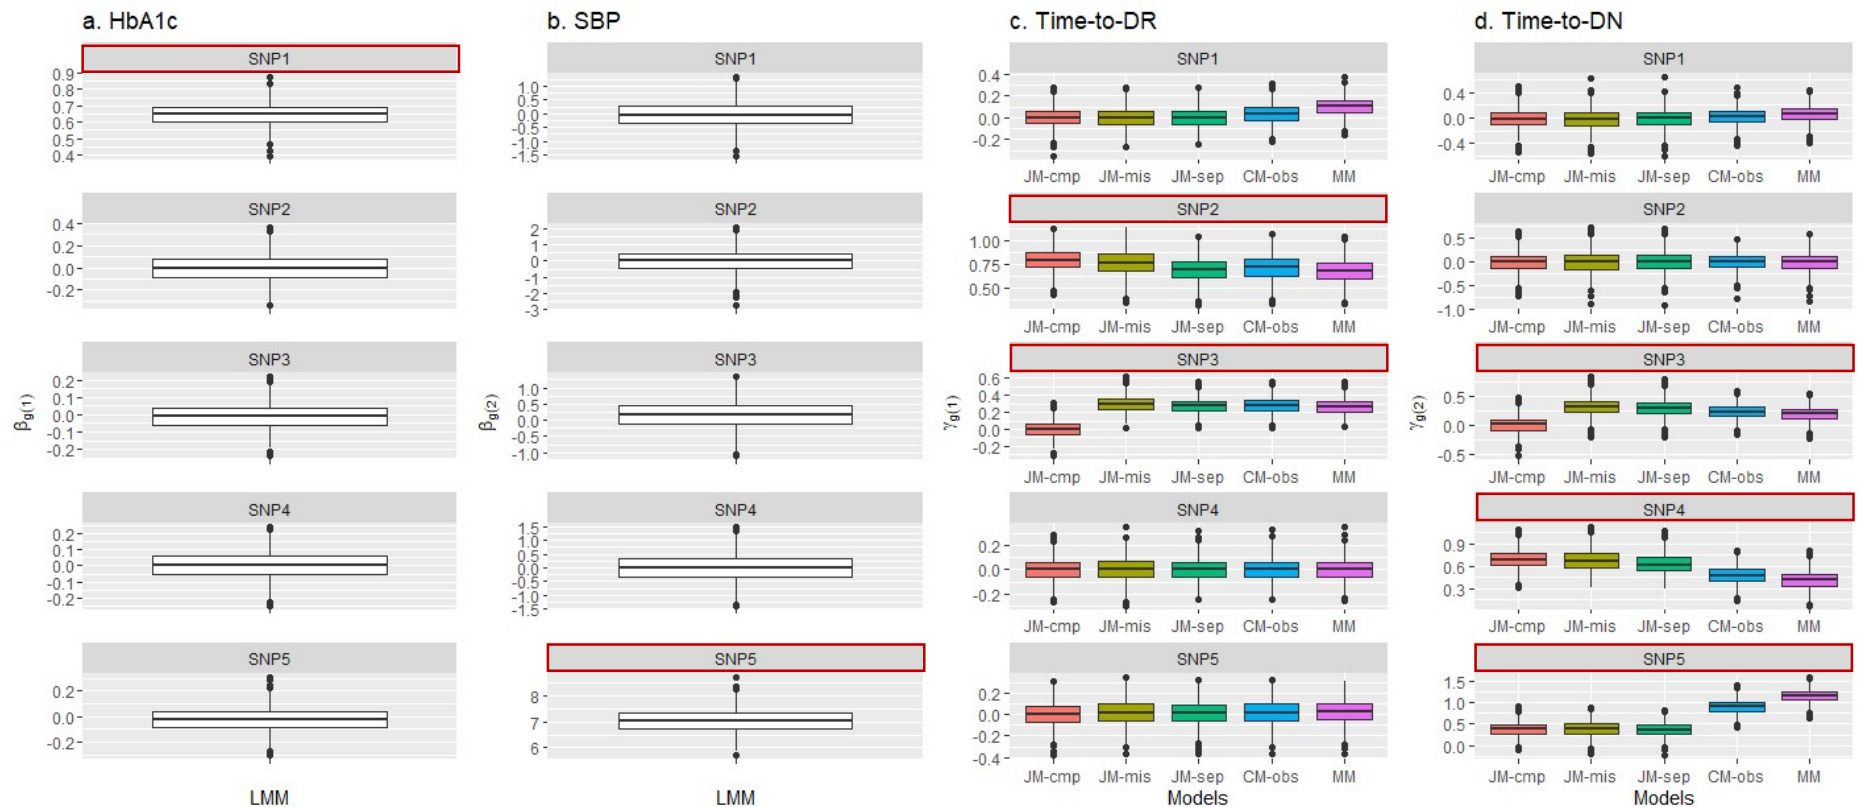 a. HbA1c
SNP1
0.9
0.8
0.7
0.6
0.5
0.4
SNP2
0.4
0.2
0.0
-0.2
SNP3
0.2
0.1
0.0
-0.1
-0.2
βg(1)
SNP4
0.2
0.1
0.0
-0.1
-0.2
SNP5
0.2
0.0
-0.2
LMM
b. SBP
SNP1
1.0
0.5
0.0
-0.5
-1.0
-1.5
SNP2
2
1
0
-1
-2
-3
SNP3
1.0
0.5
0.0
-0.5
-1.0
βg(2)
SNP4
1.5
1.0
0.5
0.0
-0.5
-1.0
-1.5
SNP5
8
7
6
LMM
c. Time-to-DR
SNP1
0.4
0.2
0.0
-0.2
JM-cmp JM-mis JM-sep CM-obs MM
SNP2
1.00
0.75
0.50
JM-cmp JM-mis JM-sep CM-obs MM
SNP3
0.6
0.4
0.2
0.0
-0.2
γg(1)
JM-cmp JM-mis JM-sep CM-obs MM
SNP4
0.2
0.0
-0.2
JM-cmp JM-mis JM-sep CM-obs MM
SNP5
0.2
0.0
-0.2
-0.4
JM-cmp JM-mis JM-sep CM-obs MM
Models
d. Time-to-DN
SNP1
0.4
0.0
-0.4
JM-cmp JM-mis JM-sep CM-obs MM
SNP2
0.5
0.0
-0.5
-1.0
JM-cmp JM-mis JM-sep CM-obs MM
SNP3
0.5
0.0
-0.5
γg(2)
JM-cmp JM-mis JM-sep CM-obs MM
SNP4
0.9
0.6
0.3
JM-cmp JM-mis JM-sep CM-obs MM
SNP5
1.5
1.0
0.5
0.0
JM-cmp JM-mis JM-sep CM-obs MM
Models